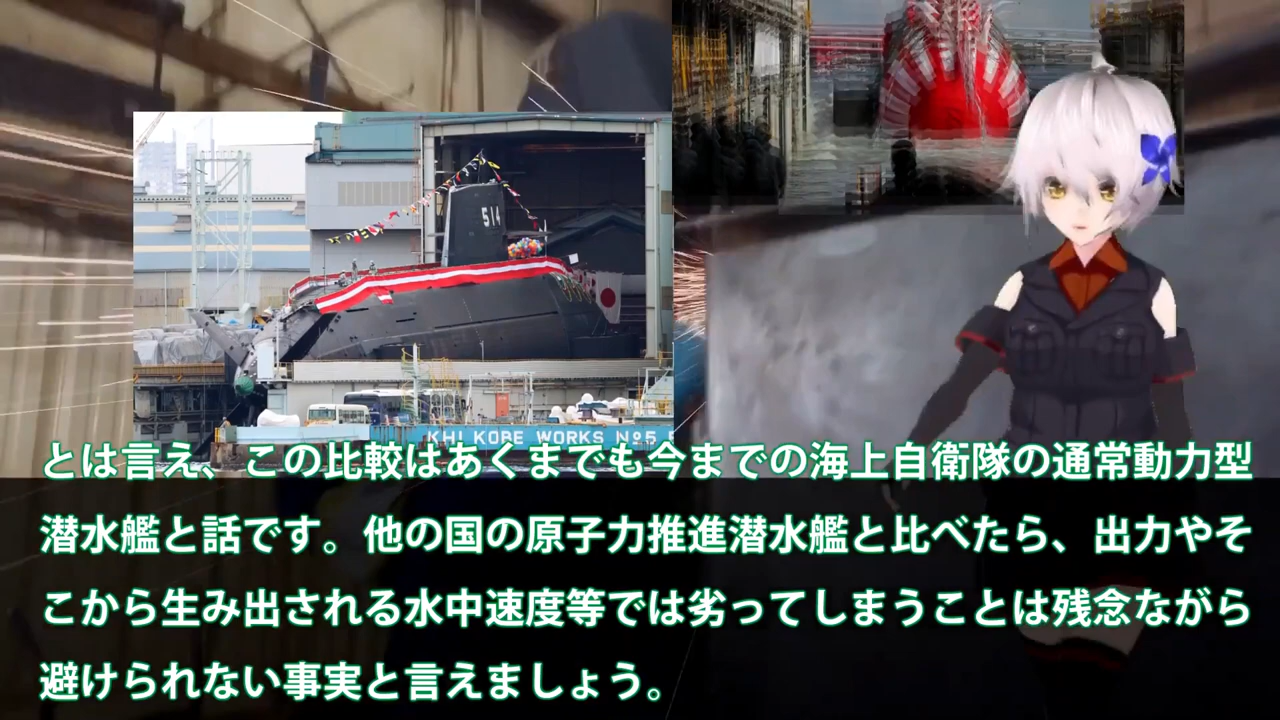 514
KHI KOBE WORKS No5
とは言え、この比較はあくまでも今までの海上自衛隊の通常動力型
潜水艦と話です。他の国の原子力推進潜水艦と比べたら、出力やそ
こから生み出される水中速度等では劣ってしまうことは残念ながら
避けられない事実と言えましょう。